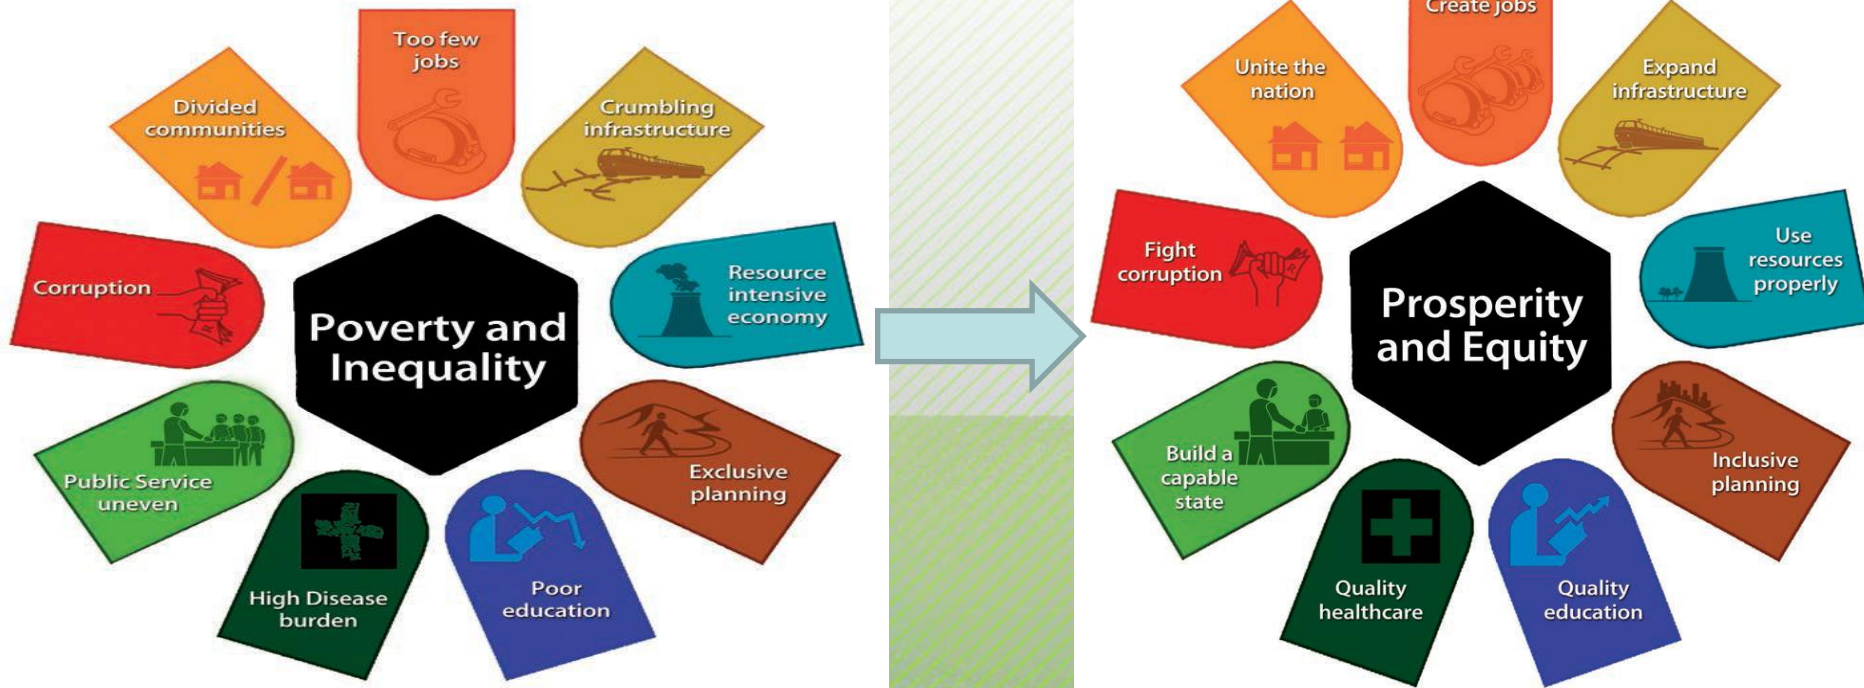 Too few
jobs
Divided
communities
Crumbling
infrastructure
Corruption
Resource
intensive
economy
Poverty and
Inequality
Public Service
uneven
Exclusive
planning
High Disease
burden
Poor
education
Create jobs
Unite the
nation
Expand
infrastructure
Fight
corruption
Use
resources
properly
Prosperity
and Equity
Build a
capable
state
Inclusive
planning
Quality
healthcare
Quality
education